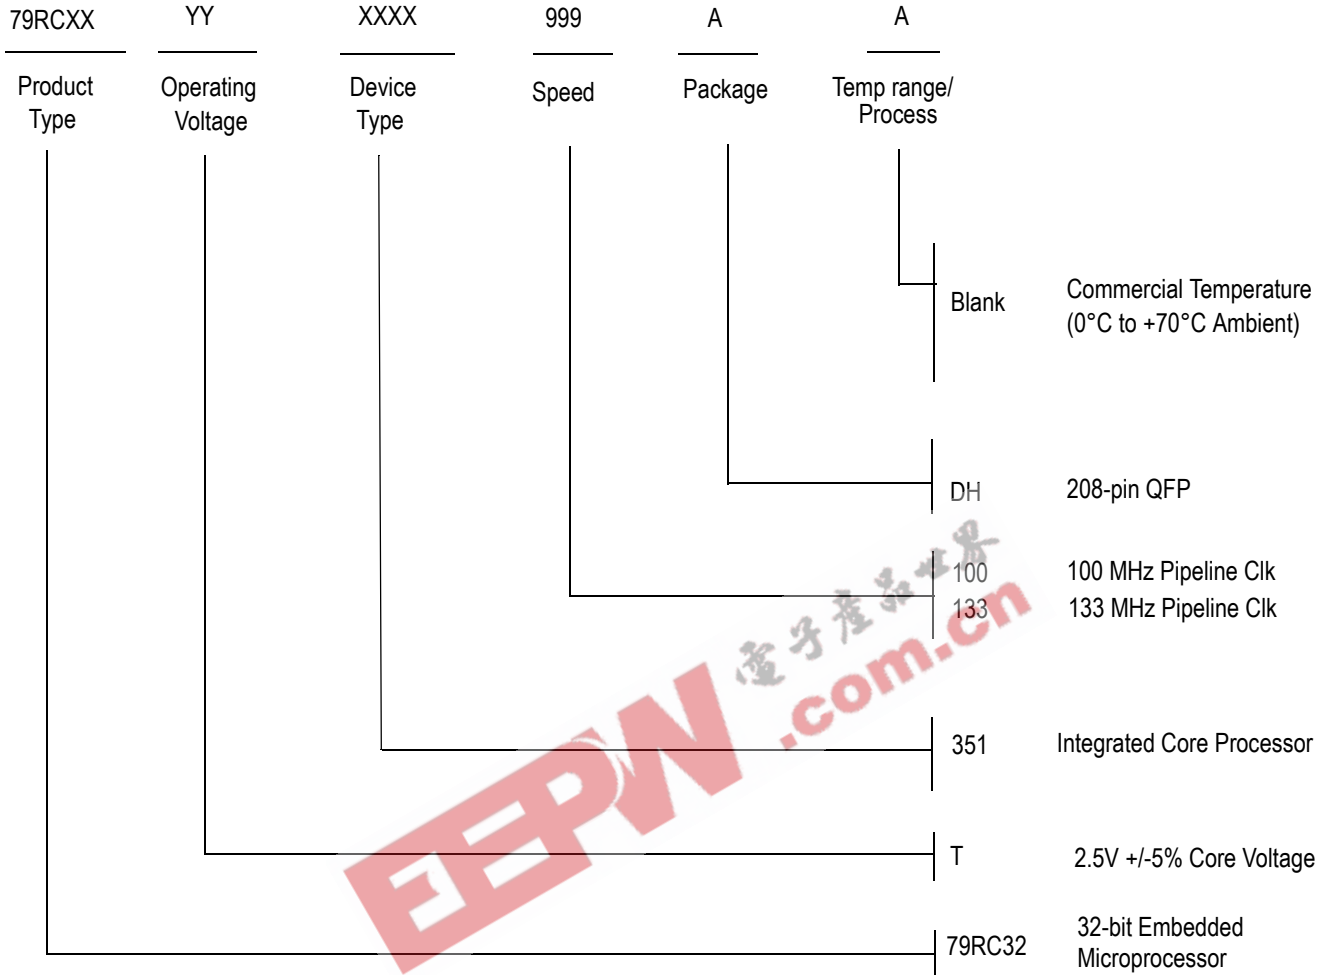 79RCXX YY XXXX 999 A A
Product Type
Operating Voltage
Device Type
Speed
Package
Temp range/
Process
Blank Commercial Temperature
(0°C to +70°C Ambient)
DH 208-pin QFP
100 100 MHz Pipeline Clk
133 133 MHz Pipeline Clk
電子產品世界
EEPW.com.cn
351 Integrated Core Processor
T 2.5V +/-5% Core Voltage
79RC32 32-bit Embedded
Microprocessor